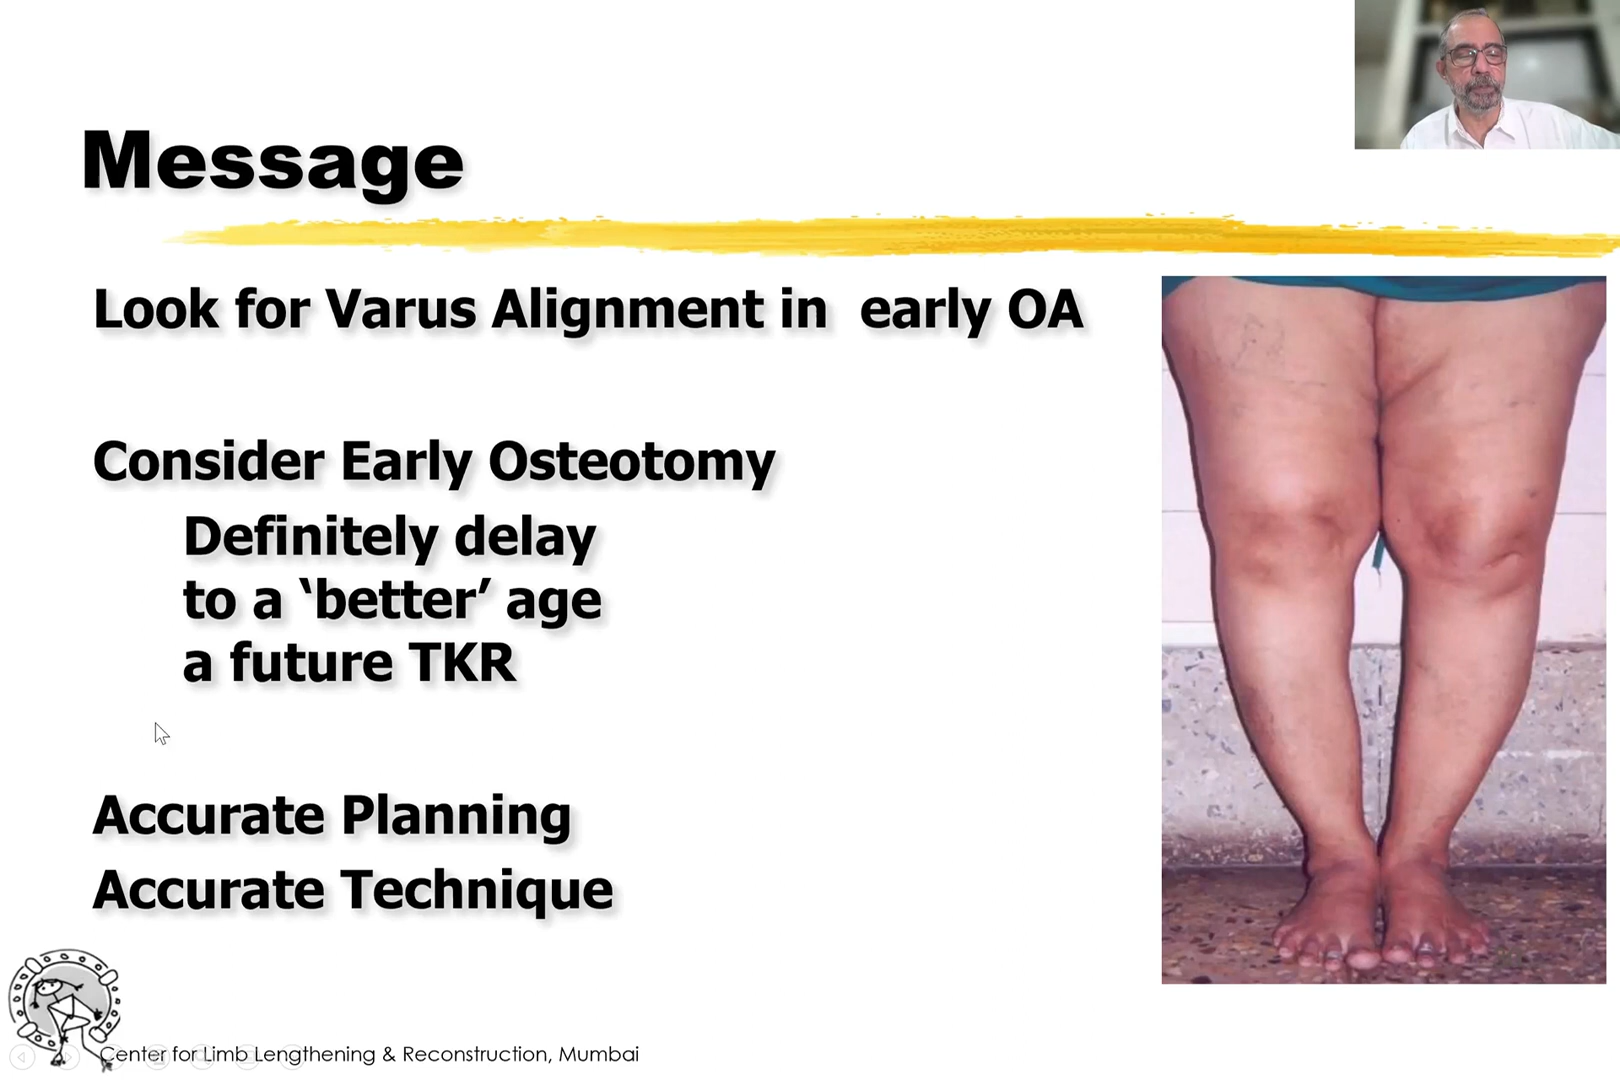 Message
Look for Varus Alignment in early OA
Consider Early Osteotomy
Definitely delay
to a ‘better’ age
a future TKR
Accurate Planning
Accurate Technique
Center for Limb Lengthening & Reconstruction, Mumbai